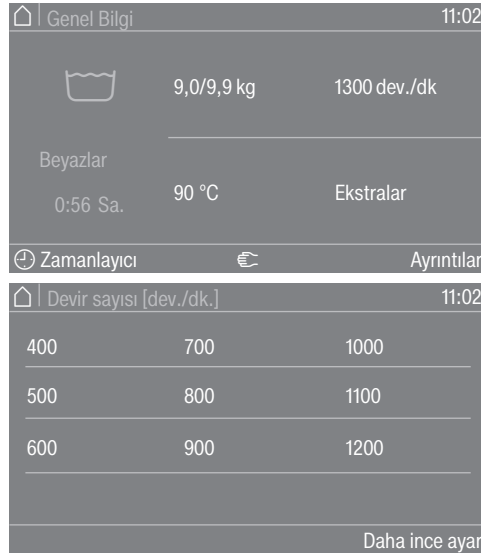 Genel Bilgi 11:02
9,0/9,9 kg 1300 dev./dk
Beyazlar
0:56 Sa.
90 °C Ekstralar
Zamanlayıcı Ayrıntılar
Devir sayısı [dev./dk.] 11:02
400 700 1000
500 800 1100
600 900 1200
Daha ince ayar